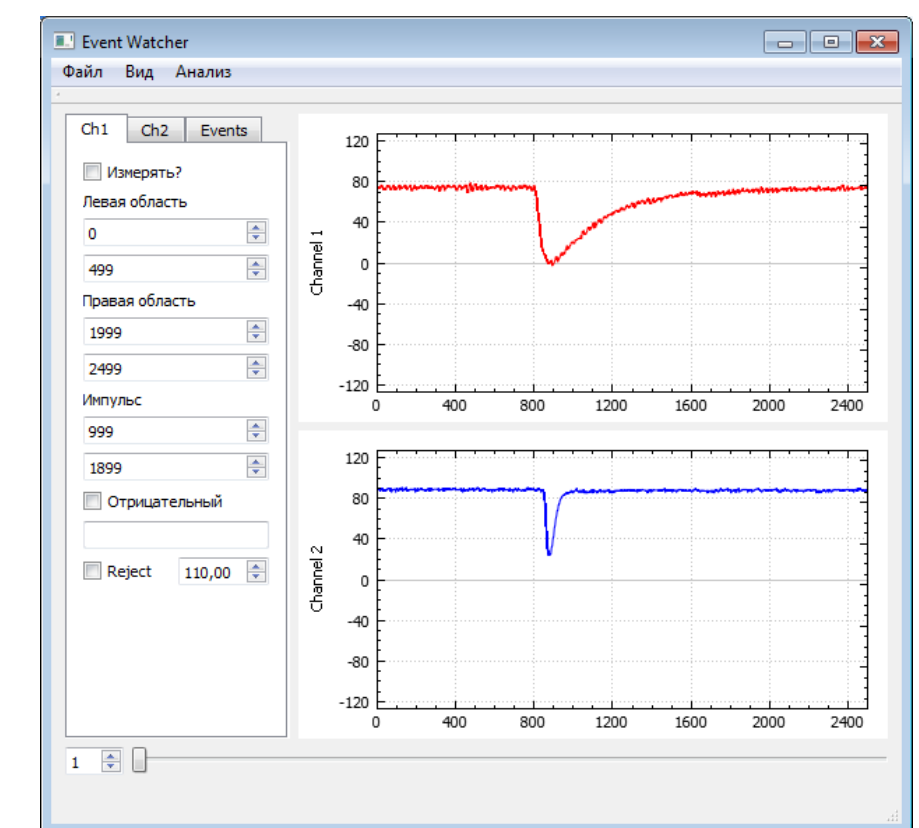 Event Watcher
Файл Вид Анализ
Ch1 Ch2 Events
Измерять?
Левая область
0
499
Правая область
1999
2499
Импульс
999
1899
Отрицательный
Reject 110,00
1
Channel 1
120
80
40
0
-40
-80
-120
0 400 800 1200 1600 2000 2400
Channel 2
120
80
40
0
-40
-80
-120
0 400 800 1200 1600 2000 2400